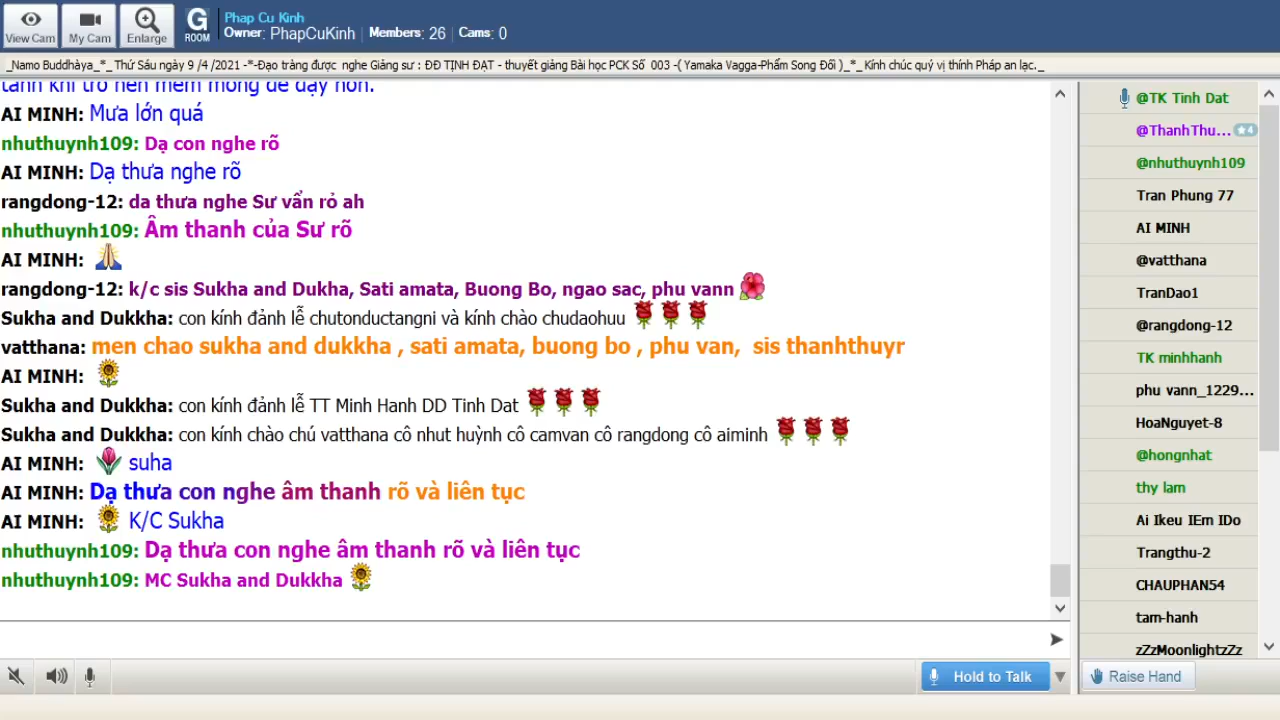 View Cam
My Cam
Enlarge
G
ROOM
Phap Cu Kinh
Owner: PhapCuKinh Members: 26 Cams: 0
_Namo Buddhàya_*_ Thứ Sáu ngày 9 /4 /2021 -*-Đạo tràng được nghe Giảng sư : ĐĐ TỊNH ĐẠT - thuyết giảng Bài học PCK Số 003 -( Yamaka Vagga-Phẩm Song Đối )_*_ Kính chúc quý vị thính Pháp an lạc._
AI MINH: Mưa lớn quá
nhuthuynh109: Dạ con nghe rõ
AI MINH: Dạ thưa nghe rõ
rangdong-12: da thưa nghe Sư vẩn rỏ ah
nhuthuynh109: Âm thanh của Sư rõ
AI MINH:
rangdong-12: k/c sis Sukha and Dukha, Sati amata, Buong Bo, ngao sac, phu vann
Sukha and Dukkha: con kính đảnh lễ chutonductangni và kính chào chudaohuu
vatthana: men chao sukha and dukkha , sati amata, buong bo , phu van, sis thanhthuyr
AI MINH:
Sukha and Dukkha: con kính đảnh lễ TT Minh Hanh DD Tinh Dat
Sukha and Dukkha: con kính chào chú vatthana cô nhut huỳnh cô camvan cô rangdong cô aiminh
AI MINH: suha
AI MINH: Dạ thưa con nghe âm thanh rõ và liên tục
AI MINH: K/C Sukha
nhuthuynh109: Dạ thưa con nghe âm thanh rõ và liên tục
nhuthuynh109: MC Sukha and Dukkha
Hold to Talk
@TK Tinh Dat
@ThanhThu... 4
@nhuthuynh109
Tran Phung 77
AI MINH
@vatthana
TranDao1
@rangdong-12
TK minhhanh
phu vann_1229...
HoaNguyet-8
@hongnhat
thy lam
Ai Ikeu IEm IDo
Trangthu-2
CHAUPHAN54
tam-hanh
zZzMoonlightzZz
Raise Hand